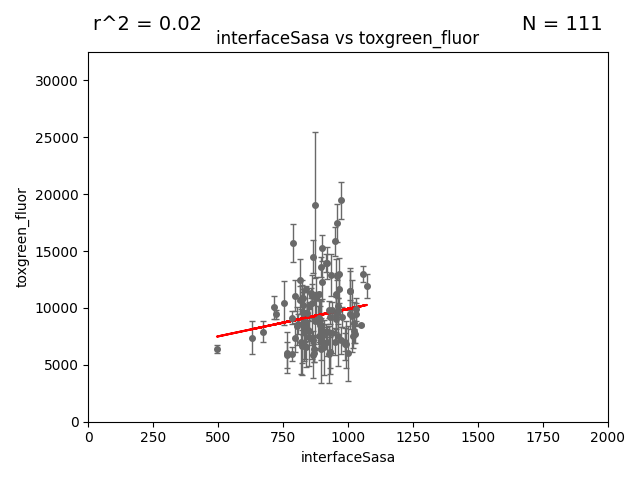 r^2 = 0.02
N = 111
interfaceSasa vs toxgreen_fluor
30000
25000
20000
15000
10000
5000
0
toxgreen_fluor
0 250 500 750 1000 1250 1500 1750 2000
interfaceSasa